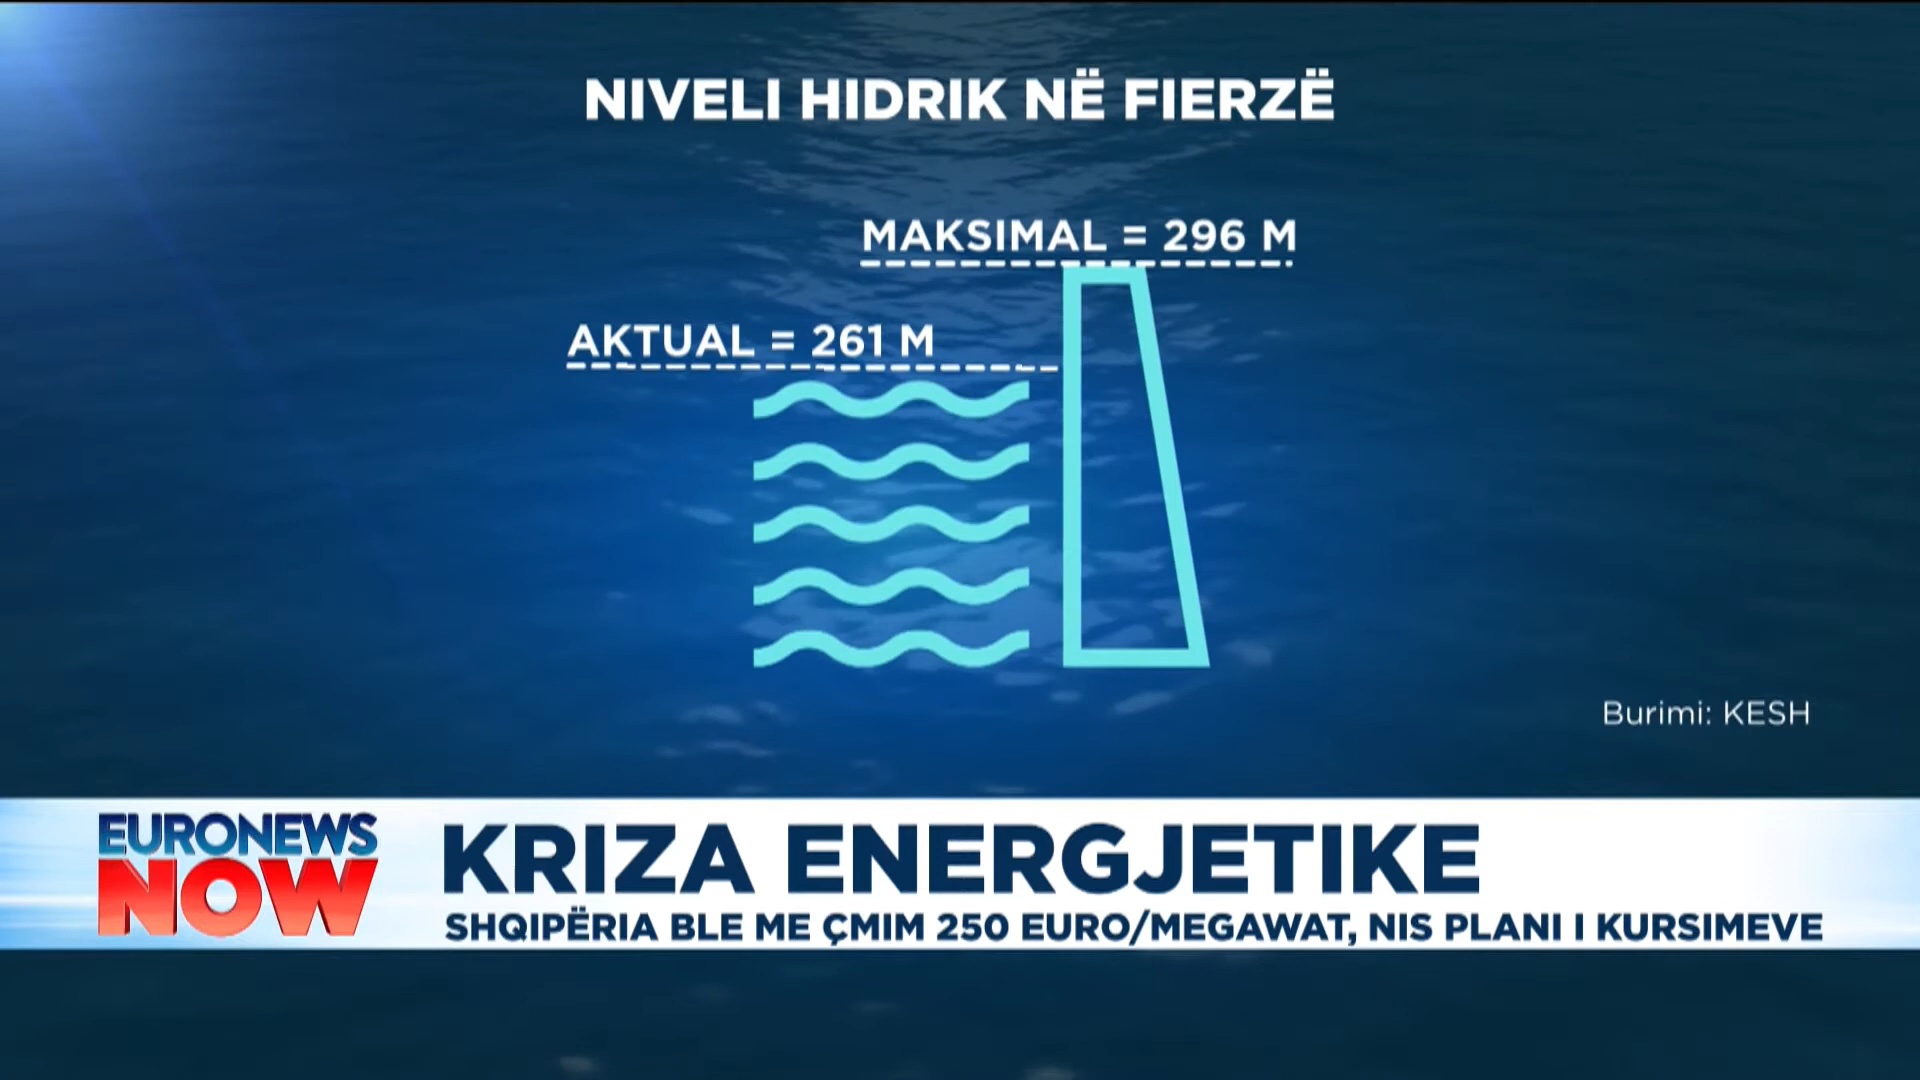 NIVELI HIDRIK NË FIERZË
MAKSIMAL = 296 M
AKTUAL = 261 M
Burimi: KESH
EURONEWS
NOW
KRIZA ENERGJETIKE
SHQIPËRIA BLE ME ÇMIM 250 EURO/MEGAWAT, NIS PLANI I KURSIMEVE